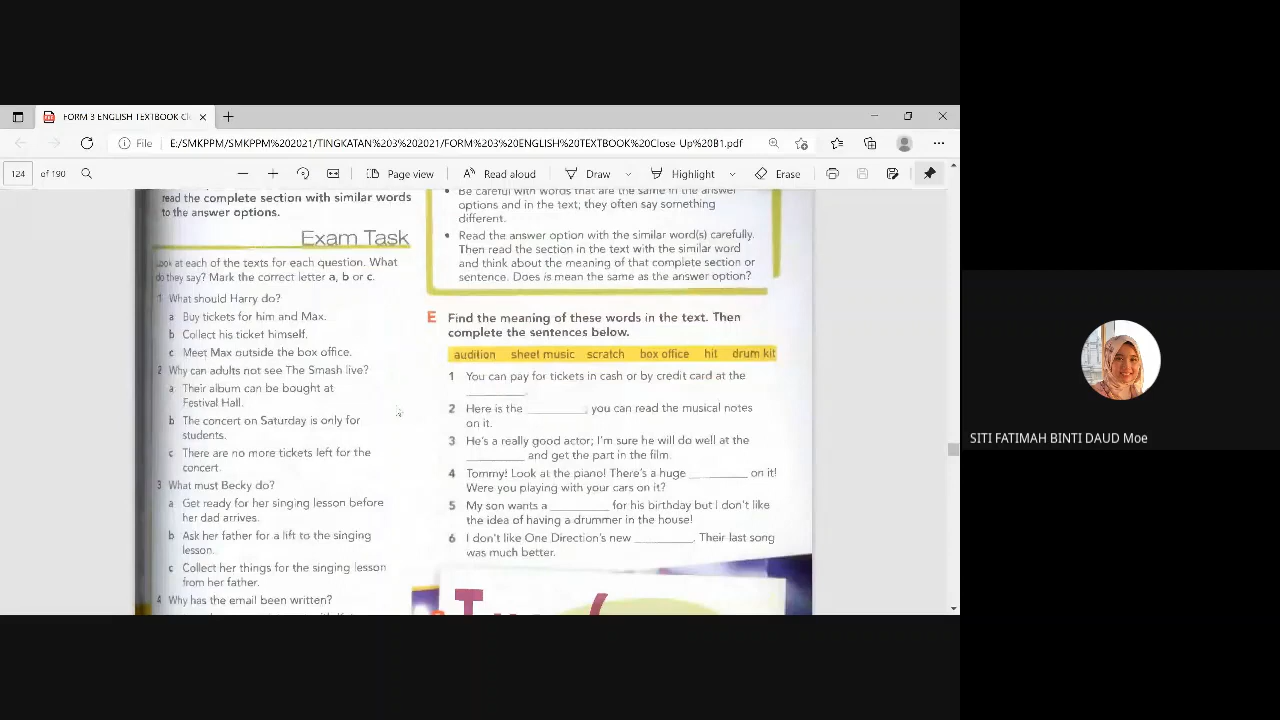 FORM 3 ENGLISH TEXTBOOK Cl
File
E:/SMKPPM/SMKPPM%202021/TINGKATAN%203%202021/FORM%203%20ENGLISH%20TEXTBOOK%20Close Up%20B1.pdf
124 of 190
Page view
Read aloud
Draw
Highlight
Erase
read the complete section with similar words
to the answer options.
Exam Task
Look at each of the texts for each question. What
do they say? Mark the correct letter a, b or c.
1 What should Harry do?
a Buy tickets for him and Max.
b Collect his ticket himself.
c Meet Max outside the box office.
2 Why can adults not see The Smash live?
a Their album can be bought at
Festival Hall.
b The concert on Saturday is only for
students.
c There are no more tickets left for the
concert.
3 What must Becky do?
a Get ready for her singing lesson before
her dad arrives.
b Ask her father for a lift to the singing
lesson.
c Collect her things for the singing lesson
from her father.
4 Why has the email been written?
• Be careful with words that are the same in the answer
options and in the text; they often say something
different.
• Read the answer option with the similar word(s) carefully.
Then read the section in the text with the similar word
and think about the meaning of that complete section or
sentence. Does is mean the same as the answer option?
E Find the meaning of these words in the text. Then
complete the sentences below.
audition sheet music scratch box office hit drum kit
1 You can pay for tickets in cash or by credit card at the
__________.
2 Here is the __________, you can read the musical notes
on it.
3 He's a really good actor; I'm sure he will do well at the
__________ and get the part in the film.
4 Tommy! Look at the piano! There's a huge __________ on it!
Were you playing with your cars on it?
5 My son wants a __________ for his birthday but I don't like
the idea of having a drummer in the house!
6 I don't like One Direction's new __________. Their last song
was much better.
SITI FATIMAH BINTI DAUD Moe